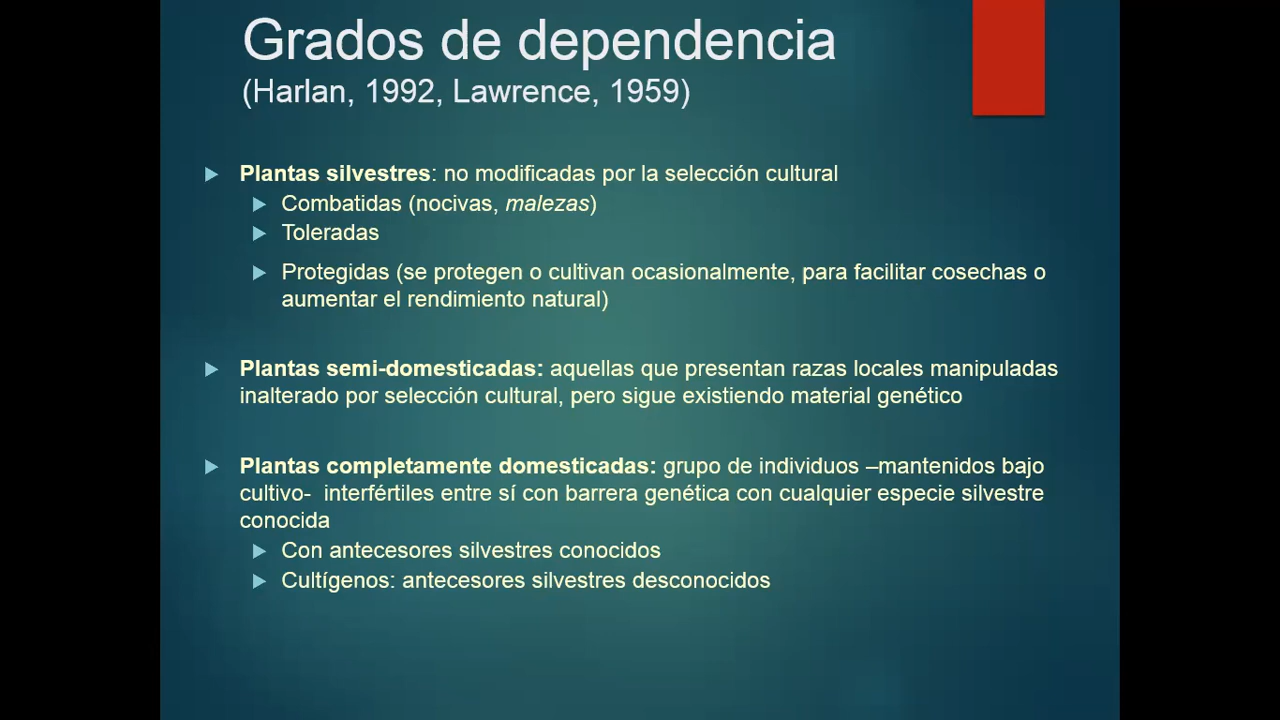 Grados de dependencia
(Harlan, 1992, Lawrence, 1959)
Plantas silvestres: no modificadas por la selección cultural
Combatidas (nocivas, malezas)
Toleradas
Protegidas (se protegen o cultivan ocasionalmente, para facilitar cosechas o
aumentar el rendimiento natural)
Plantas semi-domesticadas: aquellas que presentan razas locales manipuladas
inalterado por selección cultural, pero sigue existiendo material genético
Plantas completamente domesticadas: grupo de individuos –mantenidos bajo
cultivo- interfértiles entre sí con barrera genética con cualquier especie silvestre
conocida
Con antecesores silvestres conocidos
Cultígenos: antecesores silvestres desconocidos